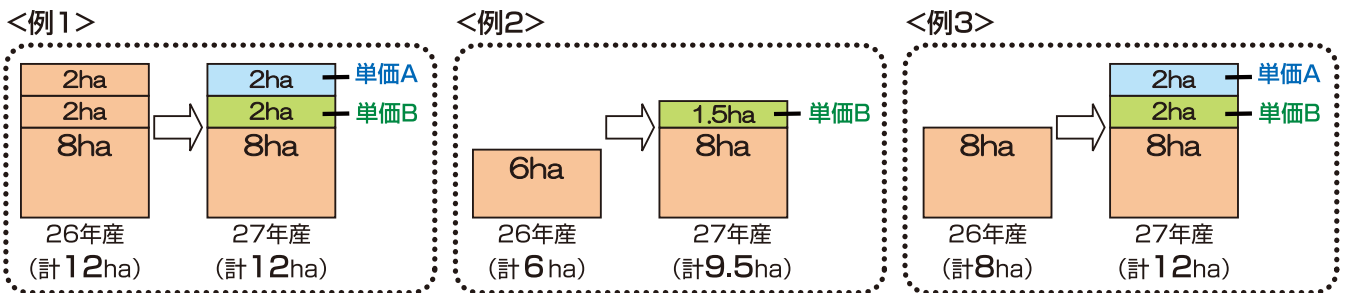 <例1>
2ha
2ha
8ha
26年産
(計12ha)
2ha
2ha
8ha
単価A
単価B
27年産
(計12ha)
<例2>
6ha
26年産
(計6ha)
1.5ha
8ha
単価B
27年産
(計9.5ha)
<例3>
8ha
26年産
(計8ha)
2ha
2ha
8ha
単価A
単価B
27年産
(計12ha)